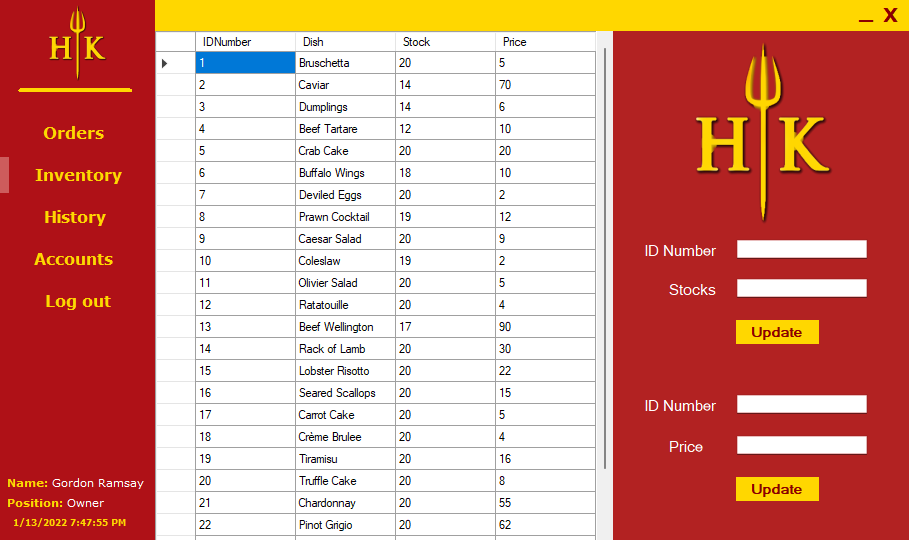 H K
_ X
Orders
Inventory
History
Accounts
Log out
Name: Gordon Ramsay
Position: Owner
1/13/2022 7:47:55 PM
IDNumber Dish Stock Price
1 Bruschetta 20 5
2 Caviar 14 70
3 Dumplings 14 6
4 Beef Tartare 12 10
5 Crab Cake 20 20
6 Buffalo Wings 18 10
7 Deviled Eggs 20 2
8 Prawn Cocktail 19 12
9 Caesar Salad 20 9
10 Coleslaw 19 2
11 Olivier Salad 20 5
12 Ratatouille 20 4
13 Beef Wellington 17 90
14 Rack of Lamb 20 30
15 Lobster Risotto 20 22
16 Seared Scallops 20 15
17 Carrot Cake 20 5
18 Crème Brulee 20 4
19 Tiramisu 20 16
20 Truffle Cake 20 8
21 Chardonnay 20 55
22 Pinot Grigio 20 62
H K
ID Number
Stocks
Update
ID Number
Price
Update